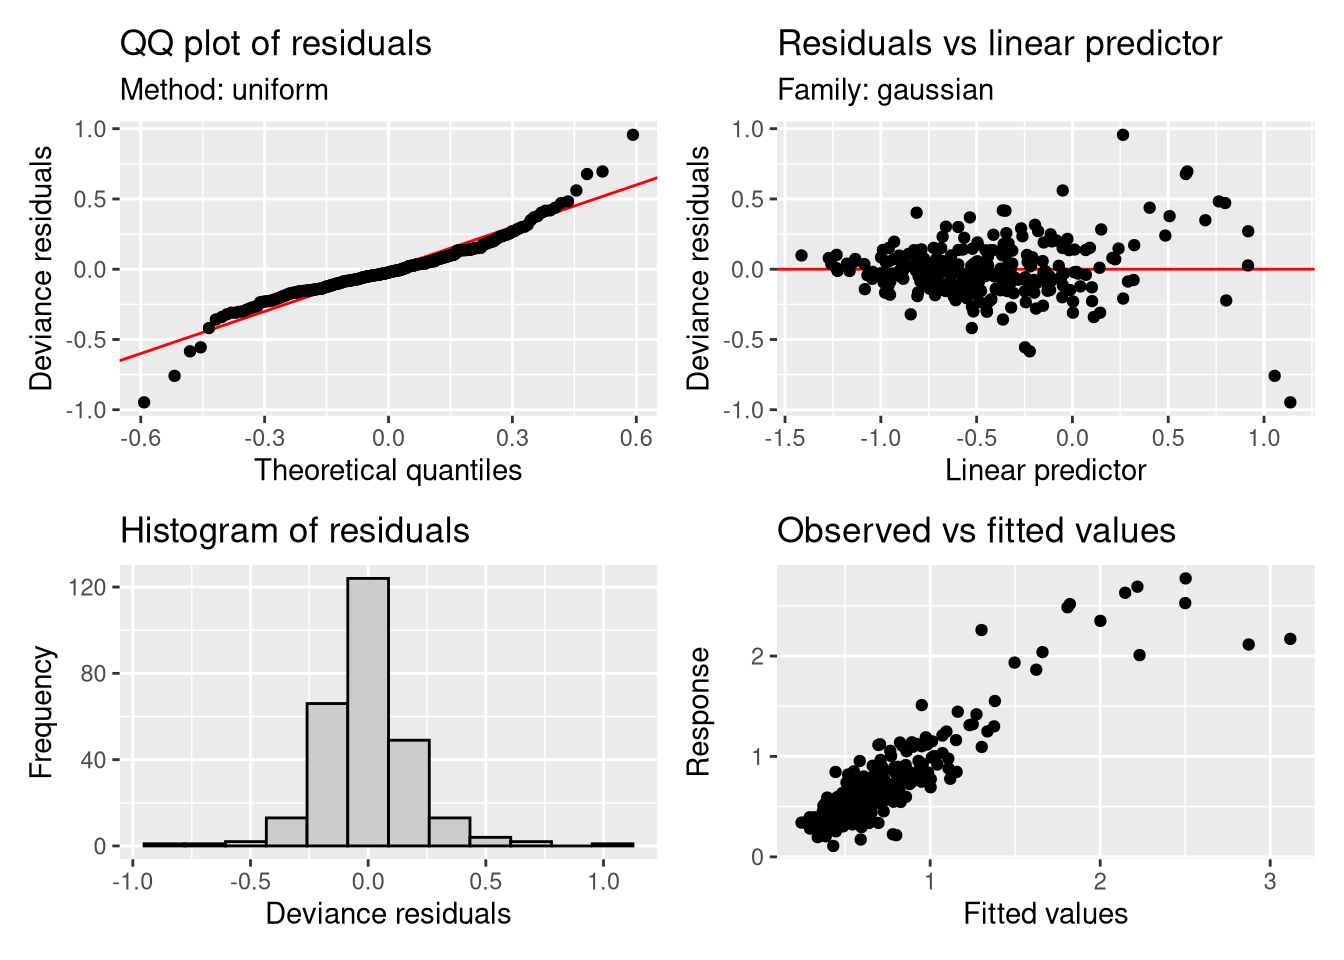 QQ plot of residuals
Method: uniform
1.0
0.5
0.0
-0.5
-1.0
Deviance residuals
-0.6 -0.3 0.0 0.3 0.6
Theoretical quantiles
Residuals vs linear predictor
Family: gaussian
1.0
0.5
0.0
-0.5
-1.0
Deviance residuals
-1.5 -1.0 -0.5 0.0 0.5 1.0
Linear predictor
Histogram of residuals
120
80
40
0
Frequency
-1.0 -0.5 0.0 0.5 1.0
Deviance residuals
Observed vs fitted values
2
1
0
Response
1 2 3
Fitted values